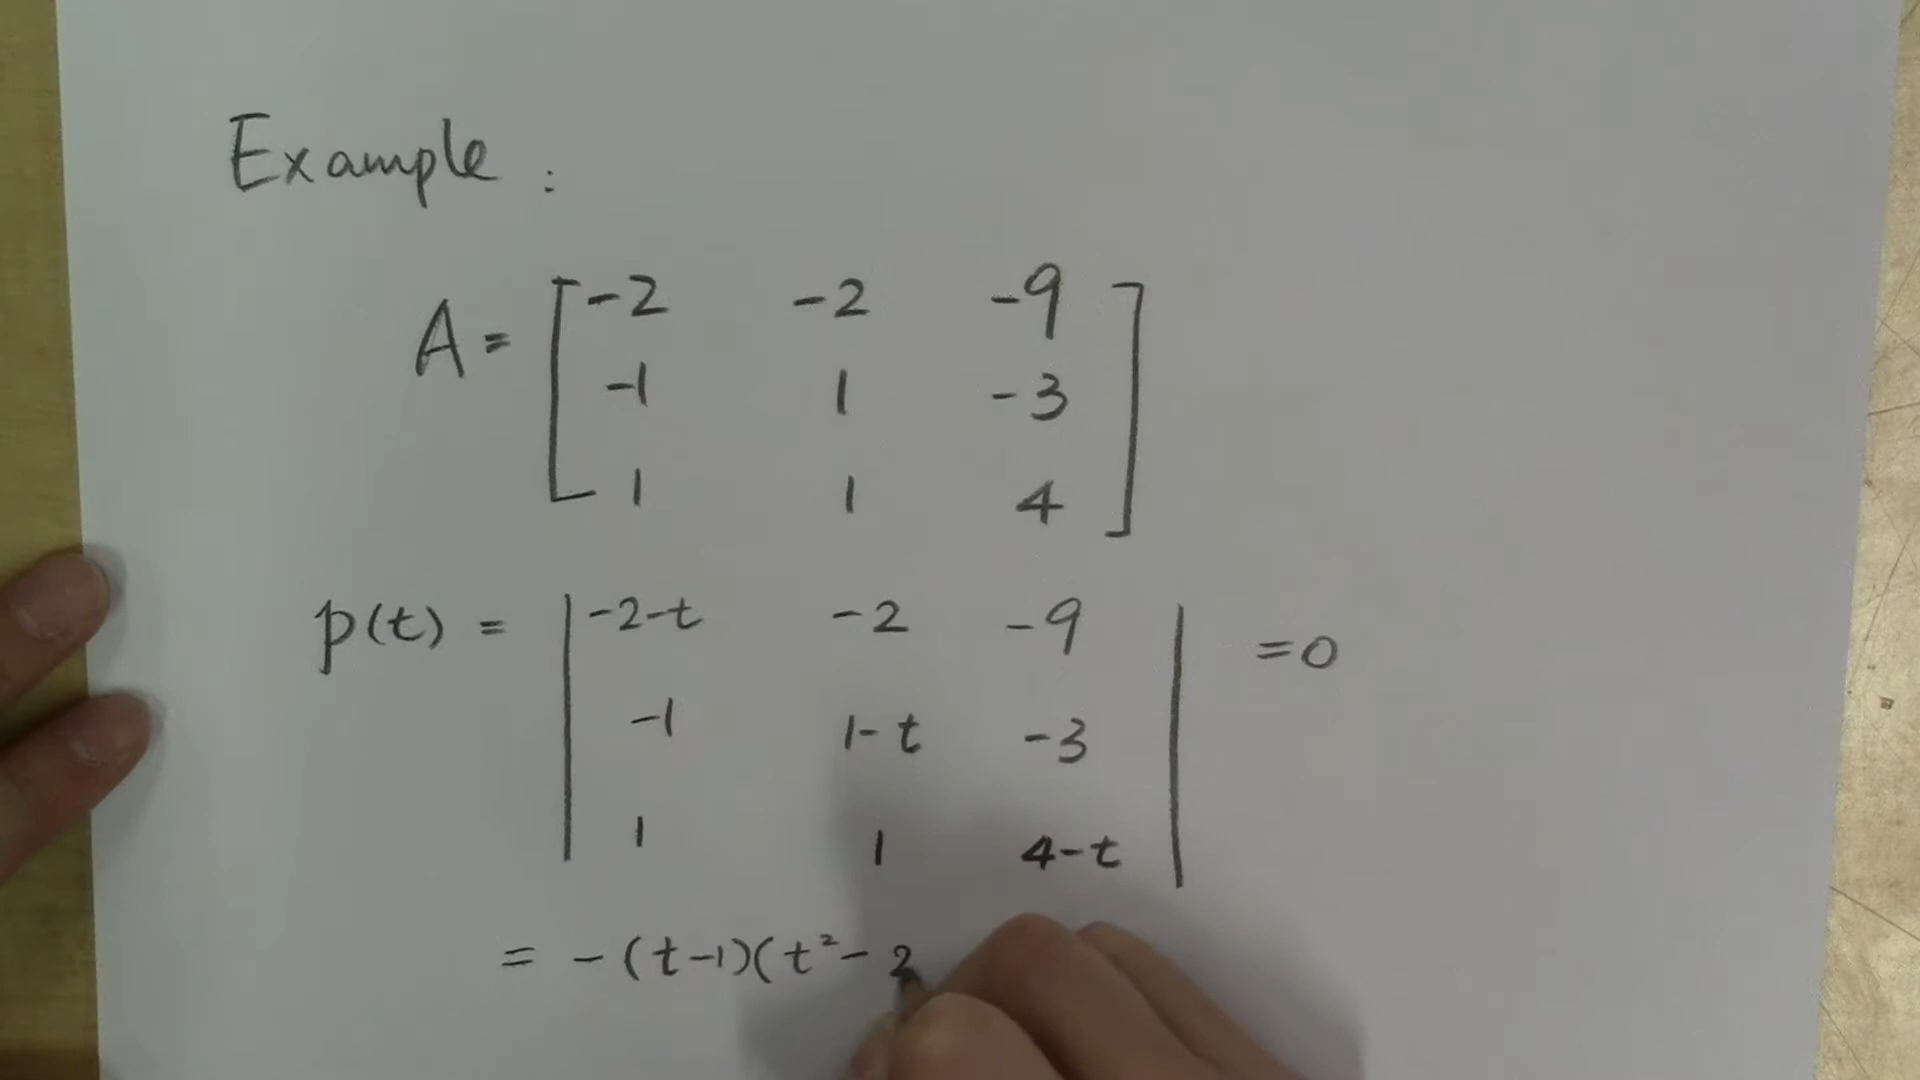 Example :
A = [ -2 -2 -9
-1 1 -3
1 1 4 ]
p(t) = | -2-t -2 -9 | =0
-1 1-t -3
1 1 4-t
= -(t-1)(t²- 2